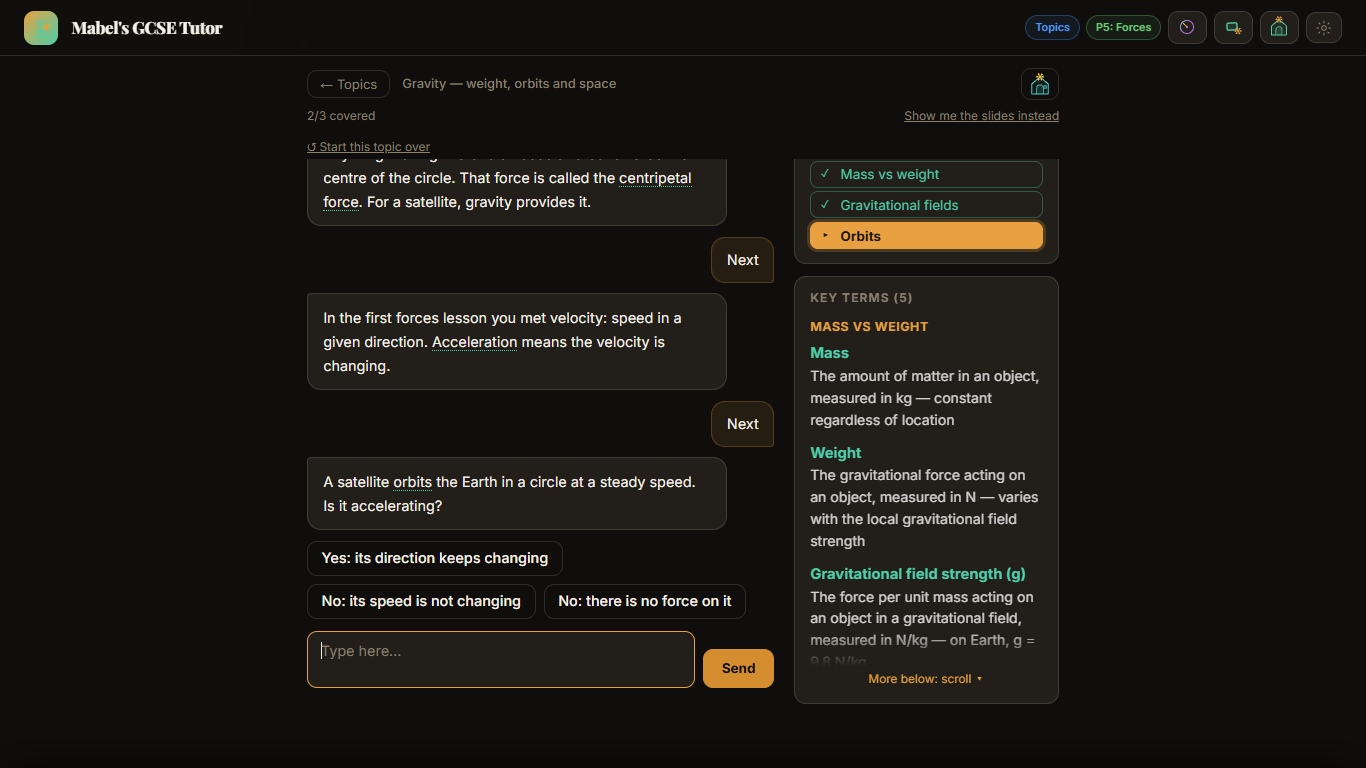 Mabel's GCSE Tutor
Topics
P5: Forces
← Topics
Gravity — weight, orbits and space
2/3 covered
Show me the slides instead
↺ Start this topic over
centre of the circle. That force is called the centripetal
force. For a satellite, gravity provides it.
Next
In the first forces lesson you met velocity: speed in a
given direction. Acceleration means the velocity is
changing.
Next
A satellite orbits the Earth in a circle at a steady speed.
Is it accelerating?
Yes: its direction keeps changing
No: its speed is not changing
No: there is no force on it
Type here...
Send
✓ Mass vs weight
✓ Gravitational fields
‣ Orbits
KEY TERMS (5)
MASS VS WEIGHT
Mass
The amount of matter in an object,
measured in kg — constant
regardless of location
Weight
The gravitational force acting on
an object, measured in N — varies
with the local gravitational field
strength
Gravitational field strength (g)
The force per unit mass acting on
an object in a gravitational field,
measured in N/kg — on Earth, g =
9.8 N/kg
More below: scroll ▾